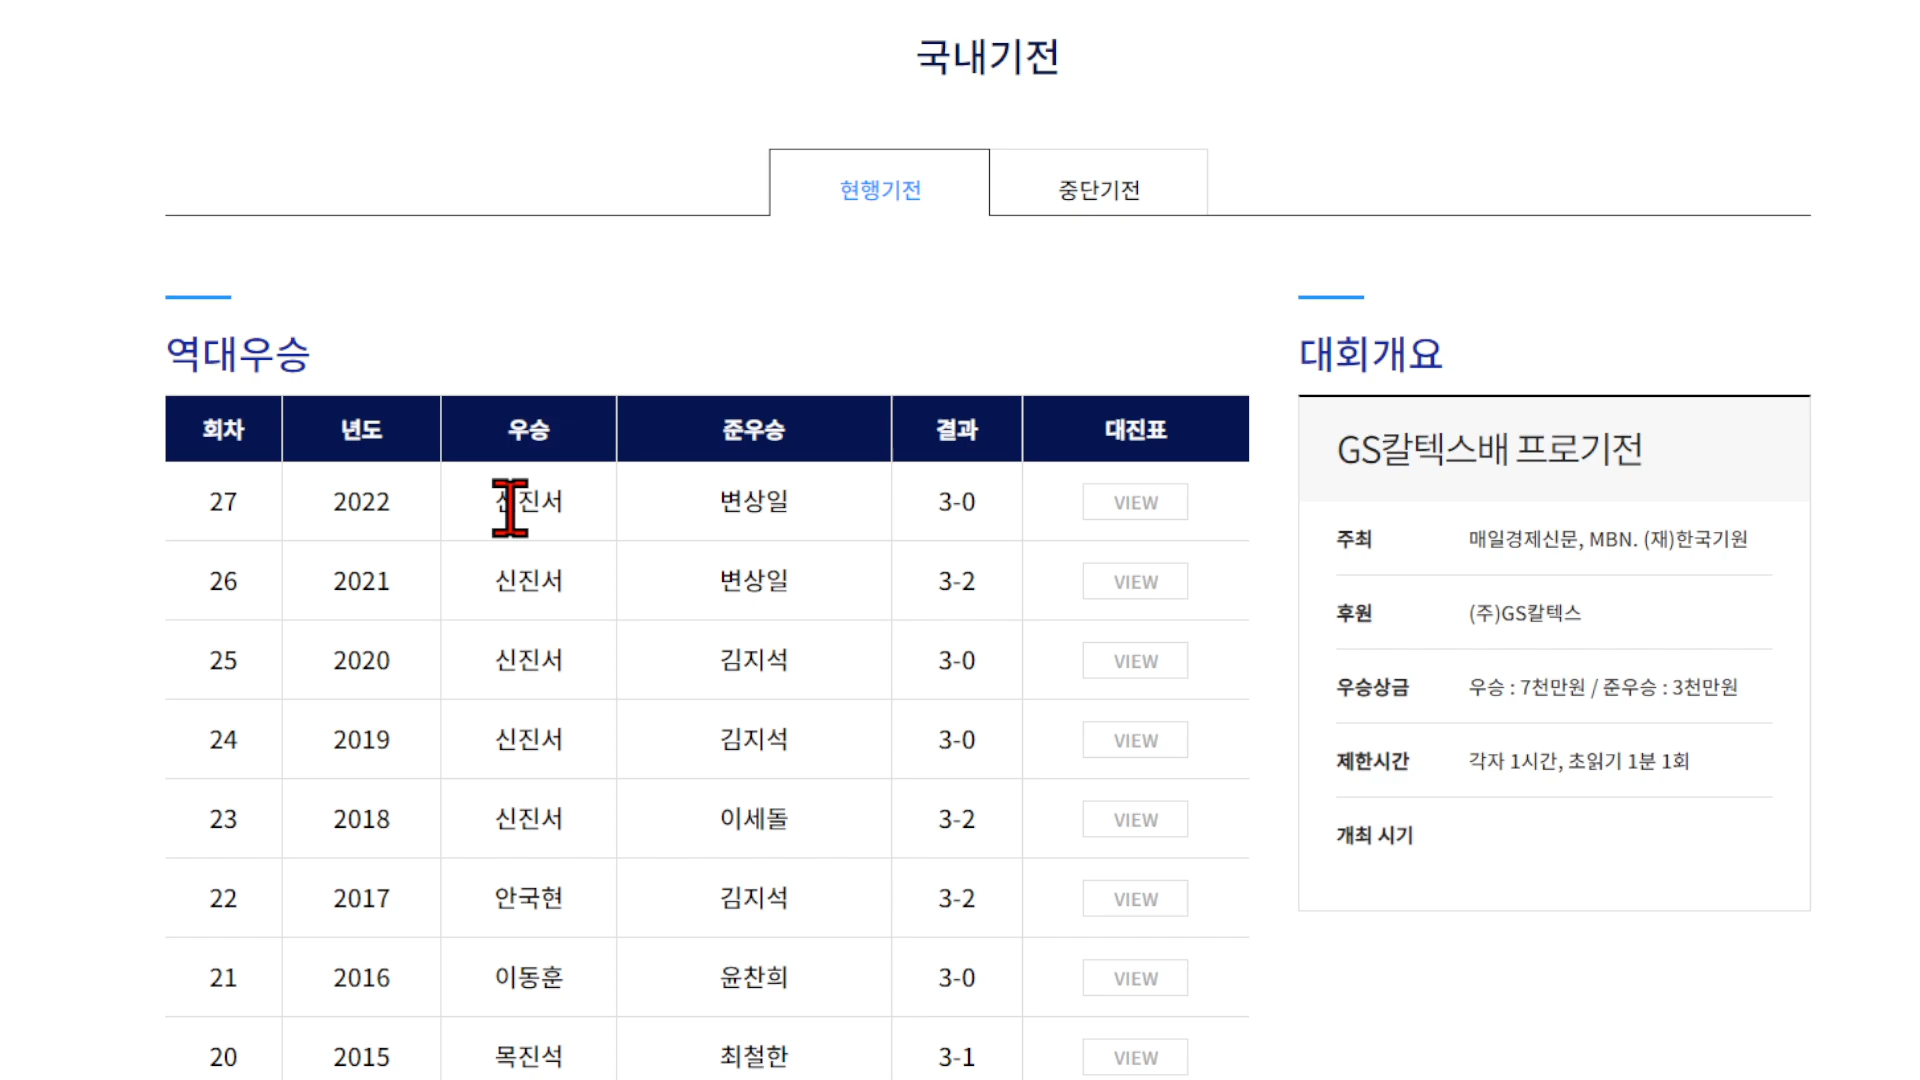 국내기전
현행기전 중단기전
역대우승
회차 년도 우승 준우승 결과 대진표
27 2022 신진서 변상일 3-0 VIEW
26 2021 신진서 변상일 3-2 VIEW
25 2020 신진서 김지석 3-0 VIEW
24 2019 신진서 김지석 3-0 VIEW
23 2018 신진서 이세돌 3-2 VIEW
22 2017 안국현 김지석 3-2 VIEW
21 2016 이동훈 윤찬희 3-0 VIEW
20 2015 목진석 최철한 3-1 VIEW
대회개요
GS칼텍스배 프로기전
주최 매일경제신문, MBN. (재)한국기원
후원 (주)GS칼텍스
우승상금 우승 : 7천만원 / 준우승 : 3천만원
제한시간 각자 1시간, 초읽기 1분 1회
개최 시기